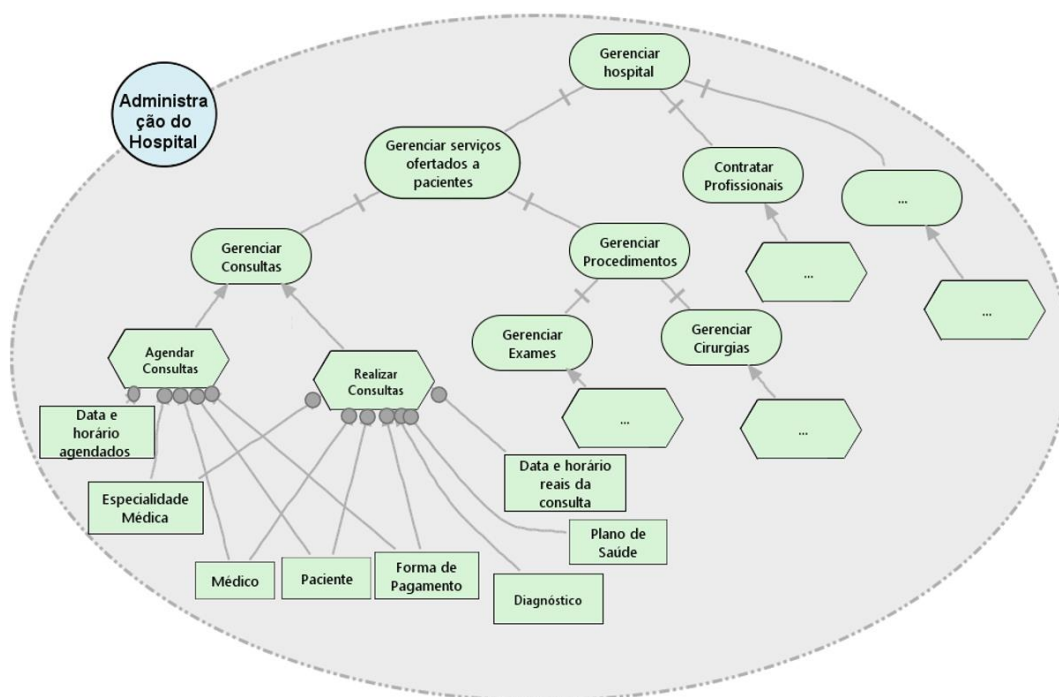 Gerenciar
hospital
Administra
ção do
Hospital
Gerenciar serviços
ofertados a
pacientes
Contratar
Profissionais
...
Gerenciar
Consultas
Gerenciar
Procedimentos
...
...
Agendar
Consultas
Realizar
Consultas
Gerenciar
Exames
Gerenciar
Cirurgias
...
...
Data e
horário
agendados
Data e horário
reais da
consulta
Especialidade
Médica
Plano de
Saúde
Médico
Paciente
Forma de
Pagamento
Diagnóstico